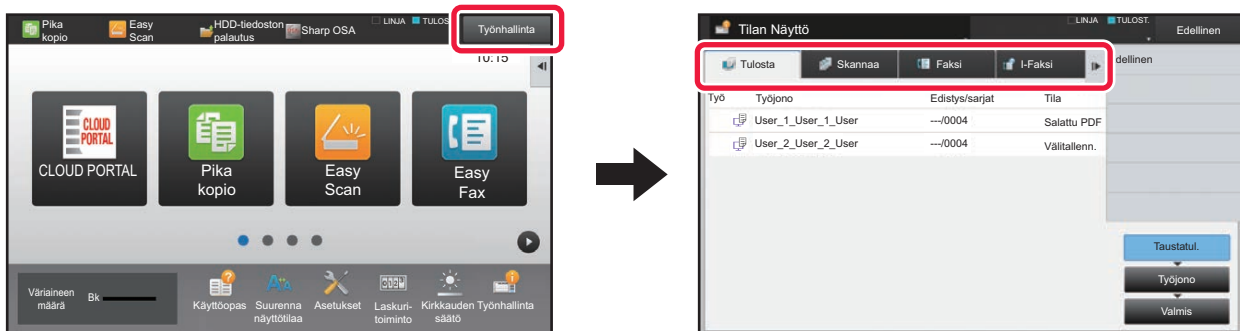 Pika
kopio
Easy
Scan
HDD-tiedoston
palautus
Sharp OSA
LINJA
TULOS
Työnhallinta
10:15
CLOUD
PORTAL
CLOUD PORTAL
Pika
kopio
Easy
Scan
Easy
Fax
Väriaineen
määrä
Bk
Käyttöopas
Suurenna
näyttötilaa
Asetukset
Laskuri-
toiminto
Kirkkauden
säätö
Työnhallinta
Tilan Näyttö
LINJA
TULOST.
Edellinen
Tulosta
Skannaa
Faksi
I-Faksi
dellinen
Työ Työjono Edistys/sarjat Tila
User_1_User_1_User ---/0004 Salattu PDF
User_2_User_2_User ---/0004 Välitallenn.
Taustatul.
Työjono
Valmis